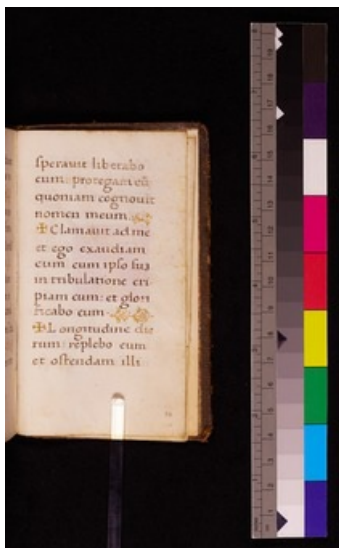 sperauit liberabo
eum: protegam eū
quoniam cognouit
nomen meum.
Clamauit ad me
et ego exaudiam
eum cum ipso sum
in tribulatione eri
piam eum: et glori
ficabo eum.
Longitudine die
rum: replebo eum
et ostendam illi